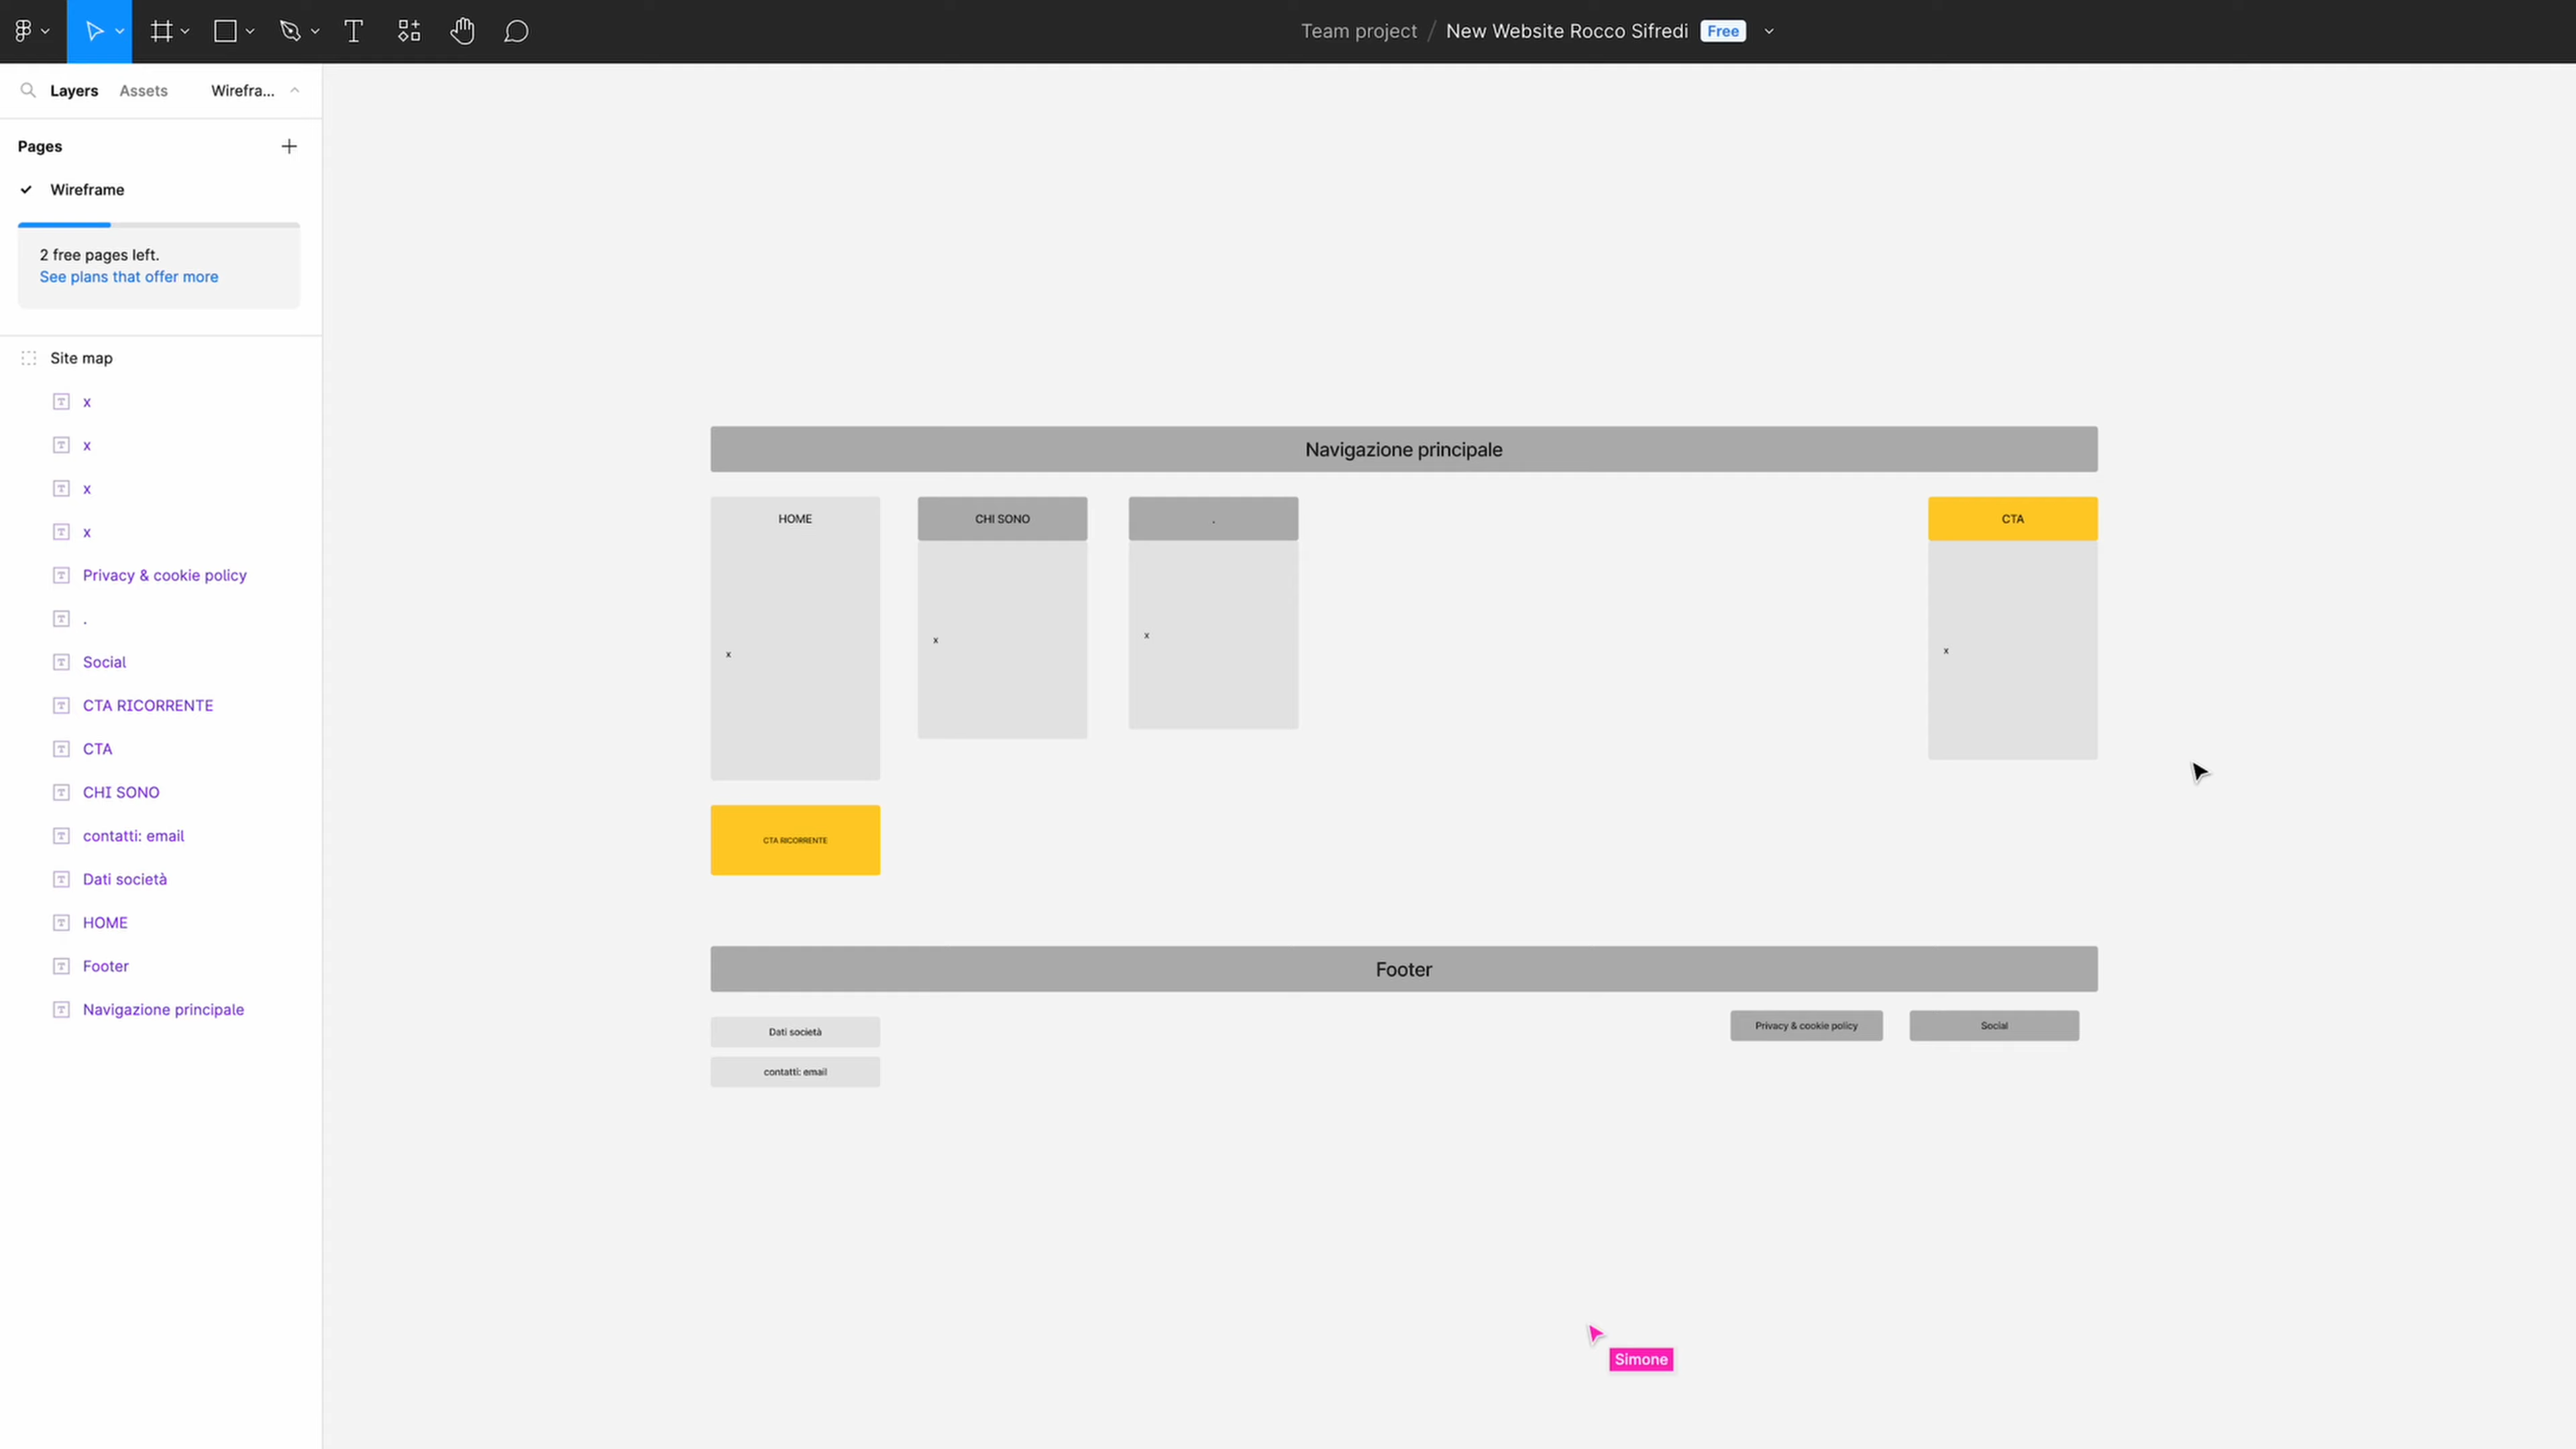 Team project / New Website Rocco Sifredi Free
Layers Assets Wirefra...
Pages
Wireframe
2 free pages left.
See plans that offer more
Site map
x
x
x
x
Privacy & cookie policy
.
Social
CTA RICORRENTE
CTA
CHI SONO
contatti: email
Dati società
HOME
Footer
Navigazione principale
Navigazione principale
HOME CHI SONO . CTA
x x x x
CTA RICORRENTE
Footer
Dati società
contatti: email
Privacy & cookie policy Social
Simone